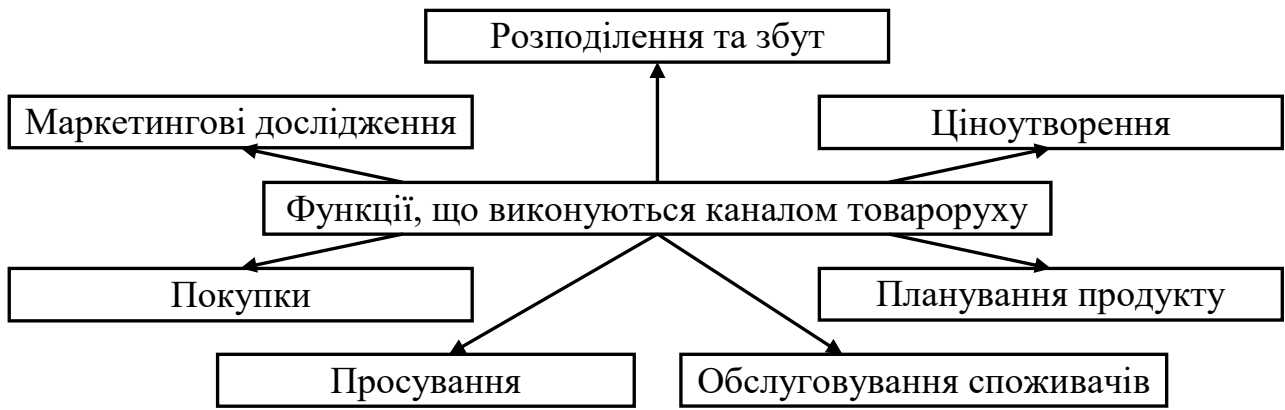 Розподілення та збут
Маркетингові дослідження
Ціноутворення
Функції, що виконуються каналом товароруху
Покупки
Планування продукту
Просування
Обслуговування споживачів